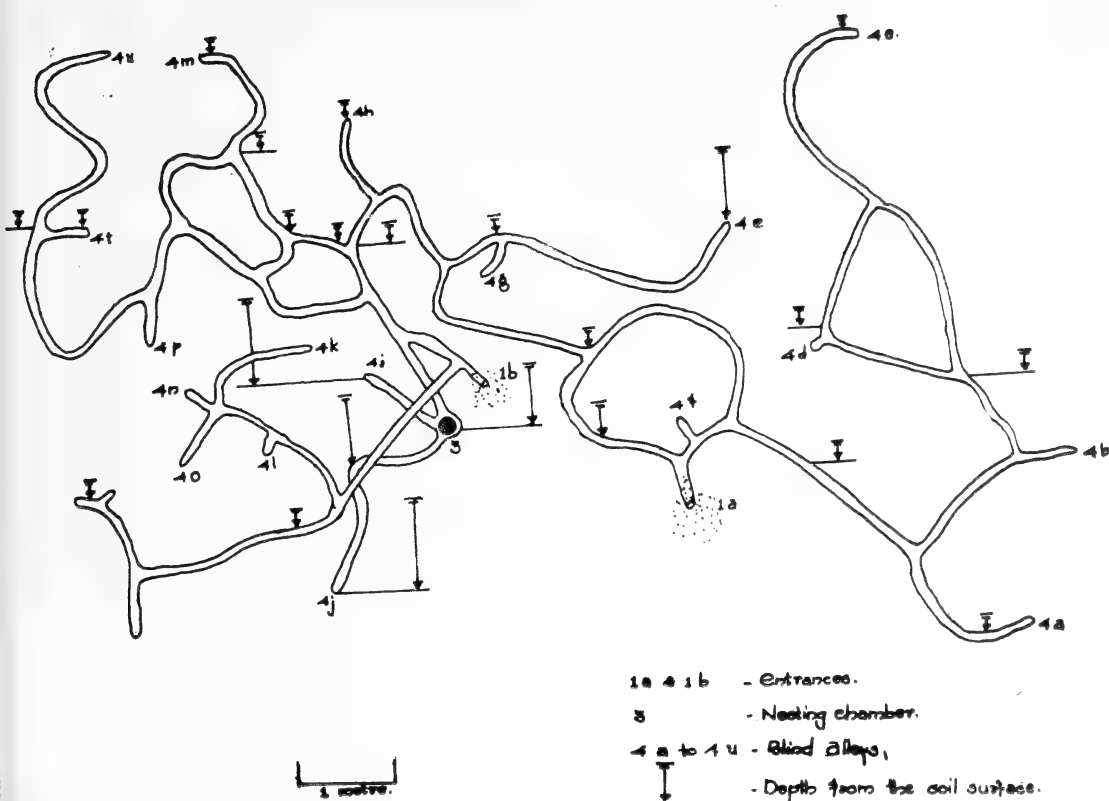 4u
4m
4h
4e.
4e
4t
4g
4p
4k
4i
1b
4d
4n
4f
3
4l
4o
4b
1a
4j
4a
1a & 1b - Entrances.
3 - Nesting chamber.
4 a to 4 u - Blind alleys,
- Depth from the soil surface.
1 metre.